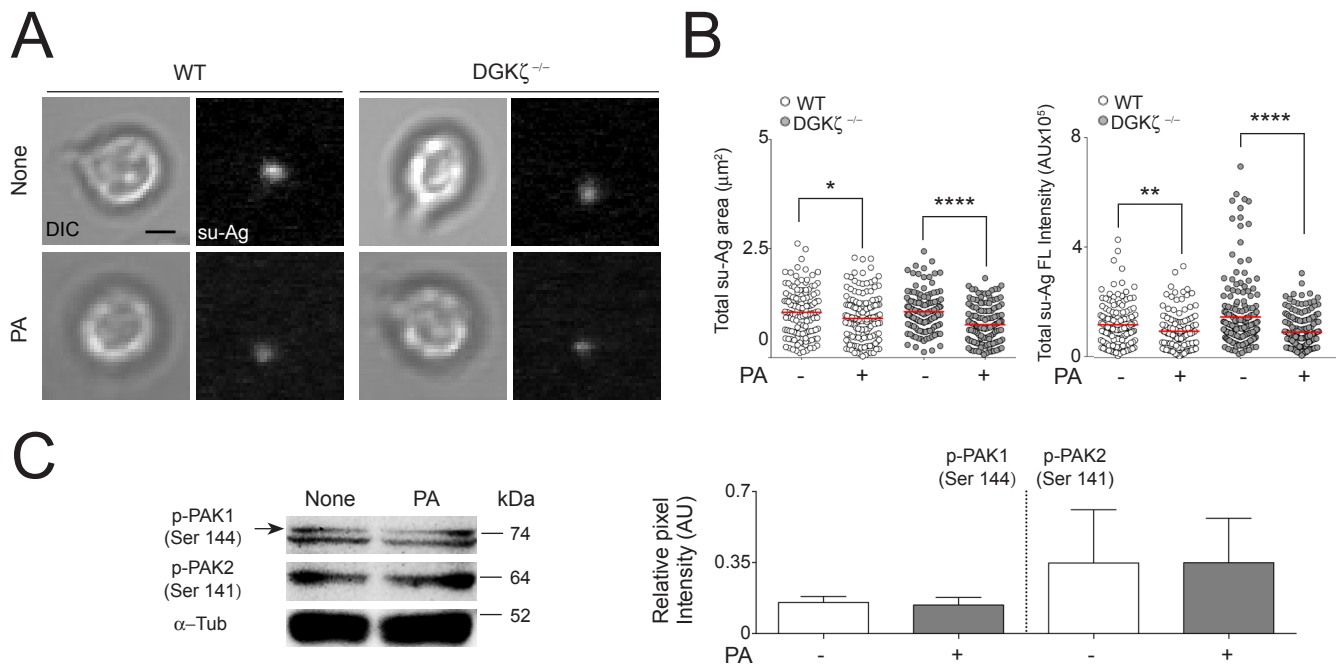 A
WT
DGKζ −/−
None
DIC
su-Ag
PA
B
WT
DGKζ −/−
Total su-Ag area (μm²)
5
2.5
0
*
****
PA - + - +
WT
DGKζ −/−
Total su-Ag FL Intensity (AUx10⁵)
8
4
0
**
****
PA - + - +
C
None PA kDa
p-PAK1
(Ser 144)
74
p-PAK2
(Ser 141)
64
52
α–Tub
p-PAK1
(Ser 144)
p-PAK2
(Ser 141)
Relative pixel
Intensity (AU)
0.7
0.35
0
PA - + - +